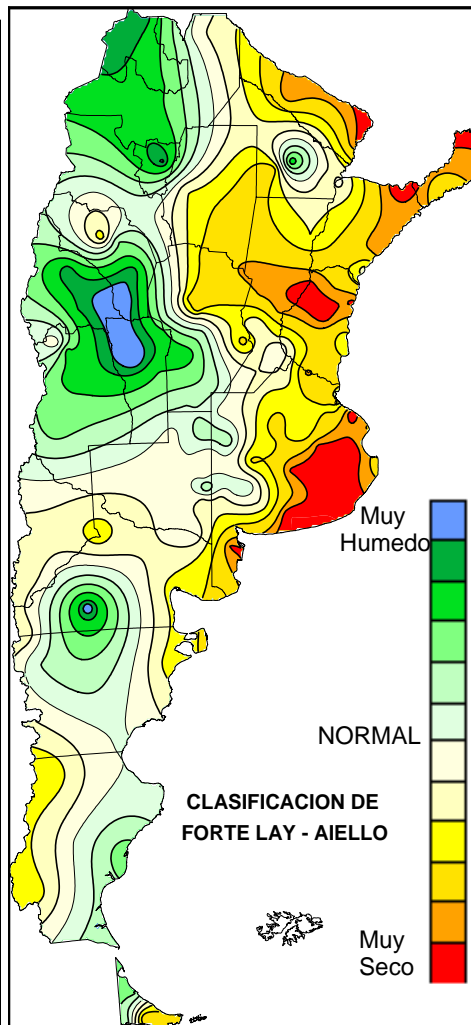 Muy
Humedo
NORMAL
CLASIFICACION DE
FORTE LAY - AIELLO
Muy
Seco